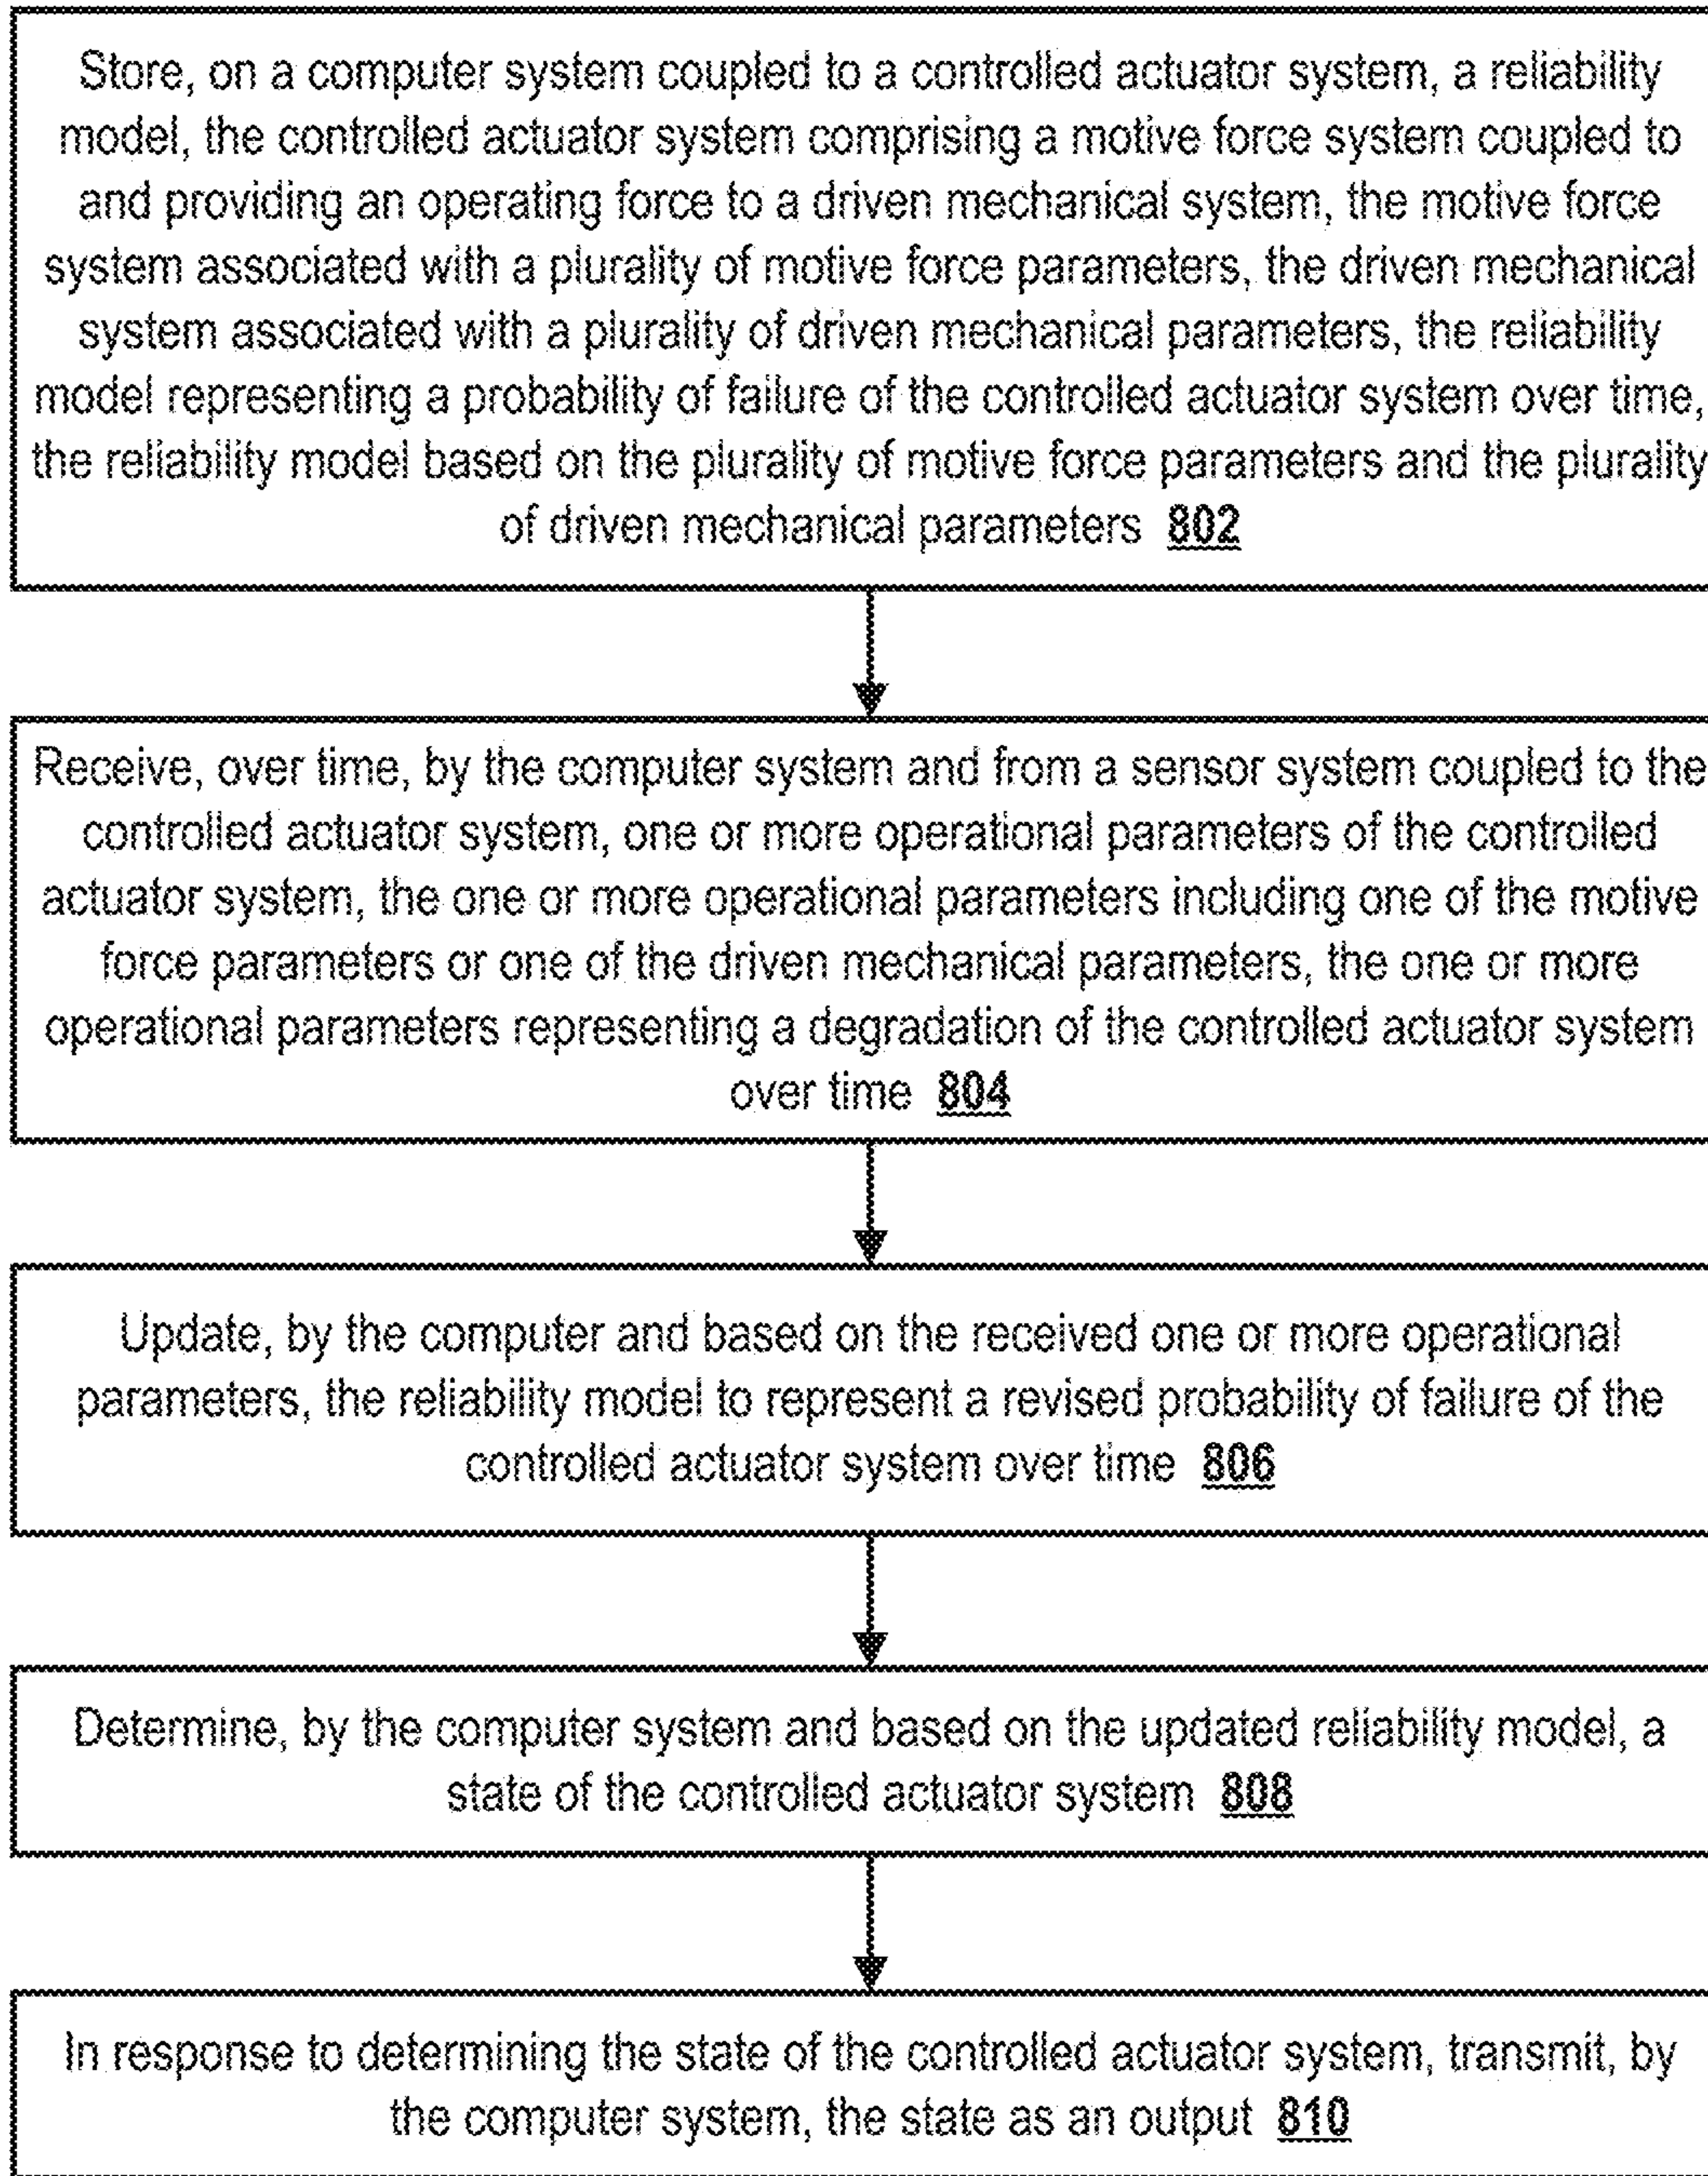 Store, on a computer system coupled to a controlled actuator system, a reliability
model, the controlled actuator system comprising a motive force system coupled to
and providing an operating force to a driven mechanical system, the motive force
system associated with a plurality of motive force parameters, the driven mechanical
system associated with a plurality of driven mechanical parameters, the reliability
model representing a probability of failure of the controlled actuator system over time,
the reliability model based on the plurality of motive force parameters and the plurality
of driven mechanical parameters 802
Receive, over time, by the computer system and from a sensor system coupled to the
controlled actuator system, one or more operational parameters of the controlled
actuator system, the one or more operational parameters including one of the motive
force parameters or one of the driven mechanical parameters, the one or more
operational parameters representing a degradation of the controlled actuator system
over time 804
Update, by the computer and based on the received one or more operational
parameters, the reliability model to represent a revised probability of failure of the
controlled actuator system over time 806
Determine, by the computer system and based on the updated reliability model, a
state of the controlled actuator system 808
In response to determining the state of the controlled actuator system, transmit, by
the computer system, the state as an output 810